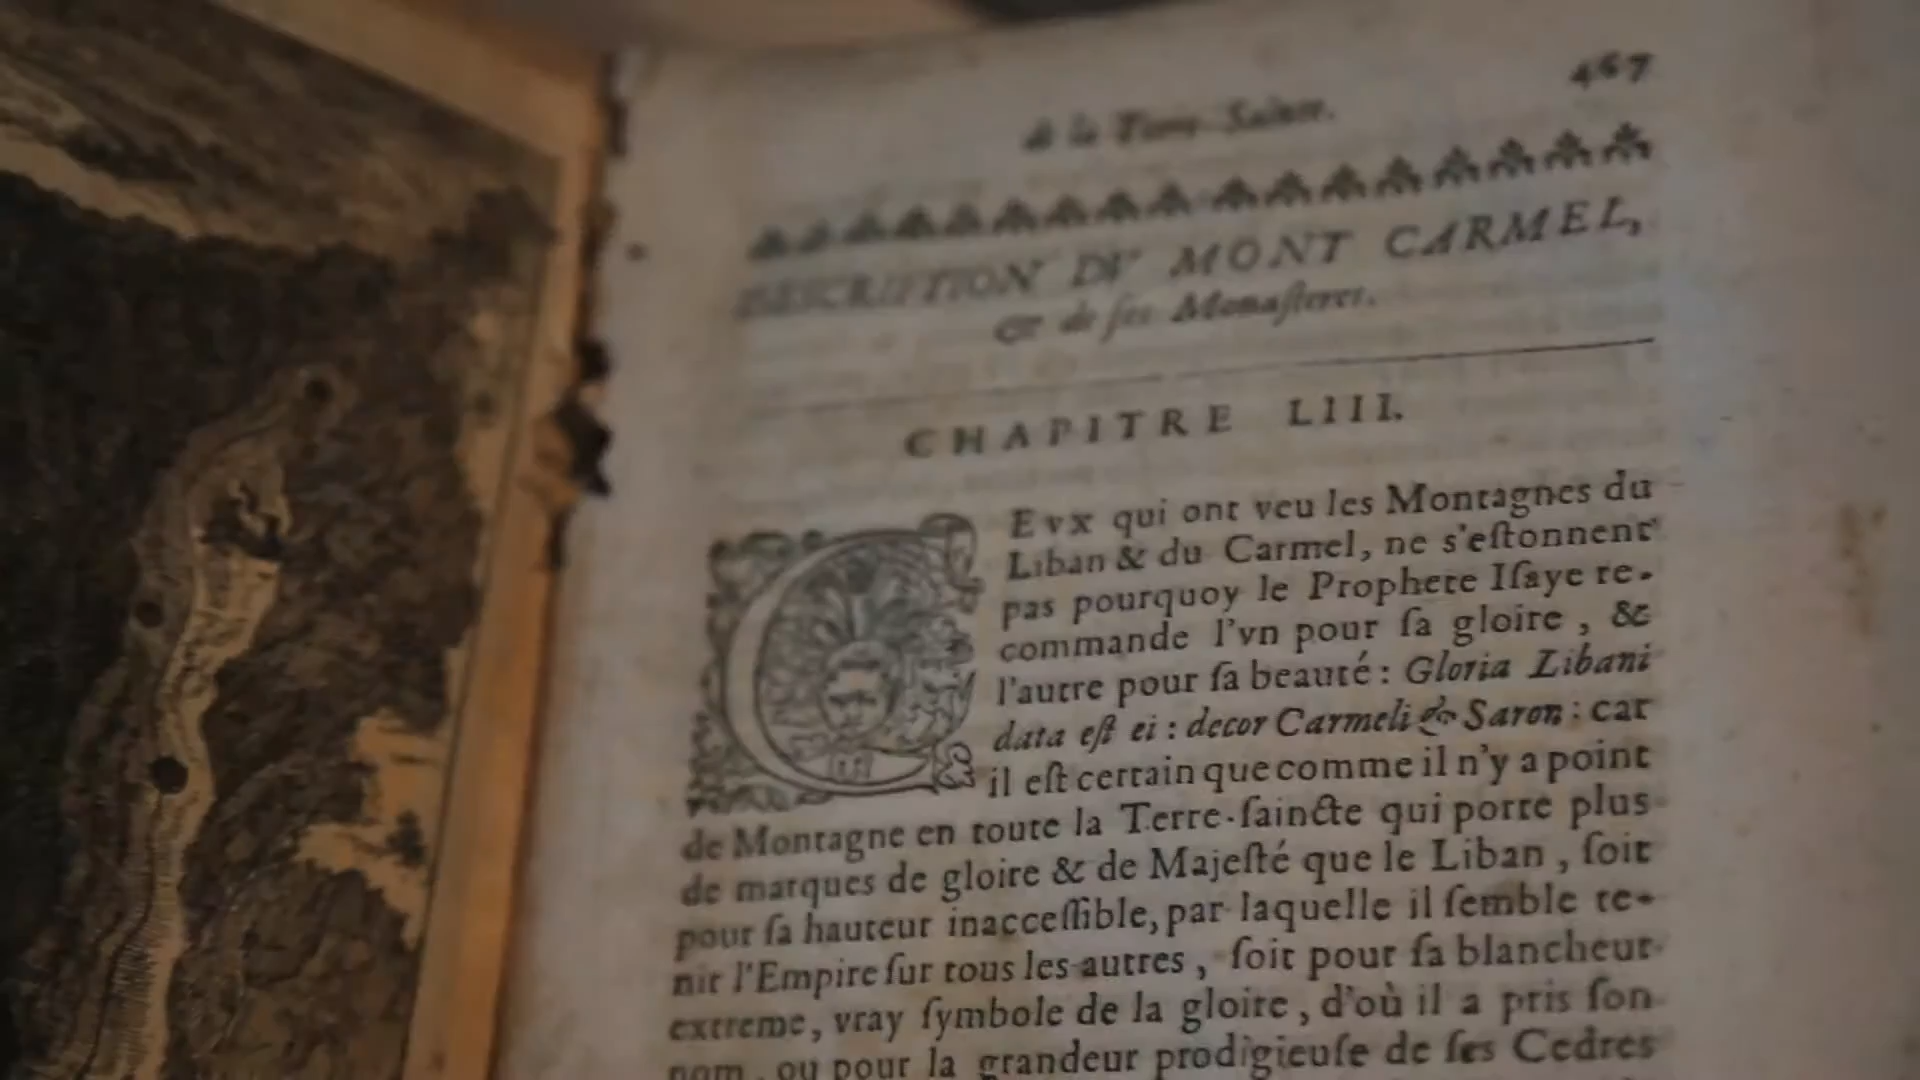 467
de la Terre-Sainte.
DESCRIPTION DV MONT CARMEL,
& de ſes Monaſteres.
CHAPITRE LIII.
CEvx qui ont veu les Montagnes du
Liban & du Carmel, ne s'eſtonnent
pas pourquoy le Prophete Iſaye re-
commande l'vn pour ſa gloire, &
l'autre pour ſa beauté : Gloria Libani
data eſt ei : decor Carmeli & Saron : car
il eſt certain que comme il n'y a point
de Montagne en toute la Terre-ſaincte qui porte plus
de marques de gloire & de Majeſté que le Liban, ſoit
pour ſa hauteur inacceſſible, par laquelle il ſemble te-
nir l'Empire ſur tous les autres, ſoit pour ſa blancheur
extreme, vray ſymbole de la gloire, d'où il a pris ſon
nom, ou pour la grandeur prodigieuſe de ſes Cedres